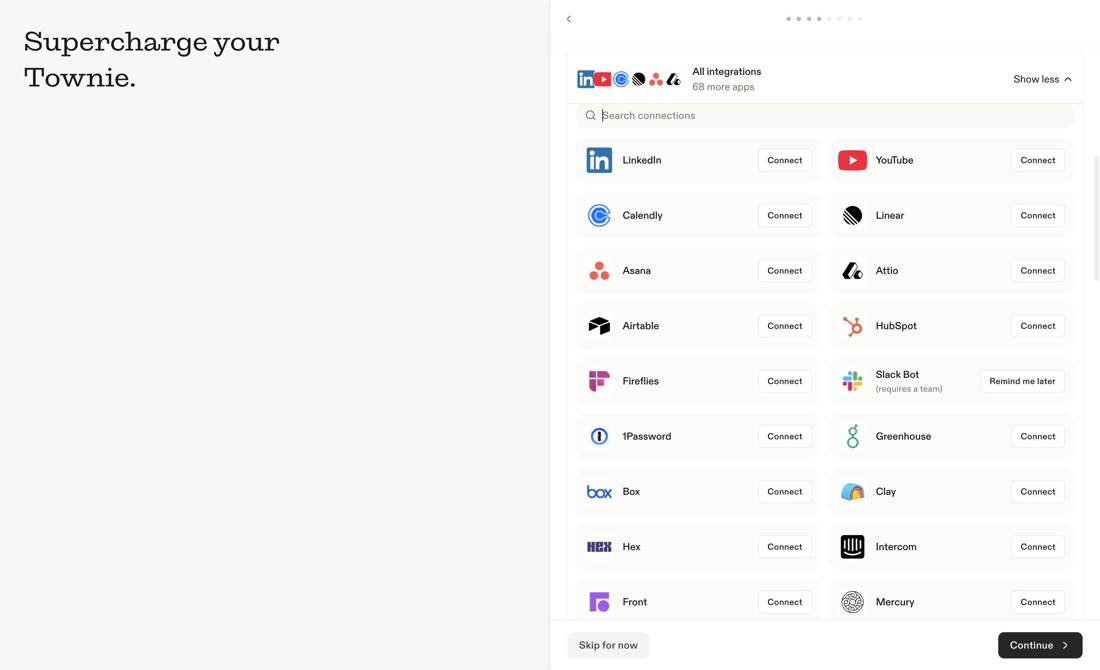 Supercharge your
Townie.
All integrations
68 more apps
Show less
Search connections
in LinkedIn Connect
YouTube Connect
Calendly Connect
Linear Connect
Asana Connect
Attio Connect
Airtable Connect
HubSpot Connect
Fireflies Connect
Slack Bot
(requires a team)
Remind me later
1Password Connect
Greenhouse Connect
box Box Connect
Clay Connect
HEX Hex Connect
Intercom Connect
Front Connect
Mercury Connect
Skip for now
Continue